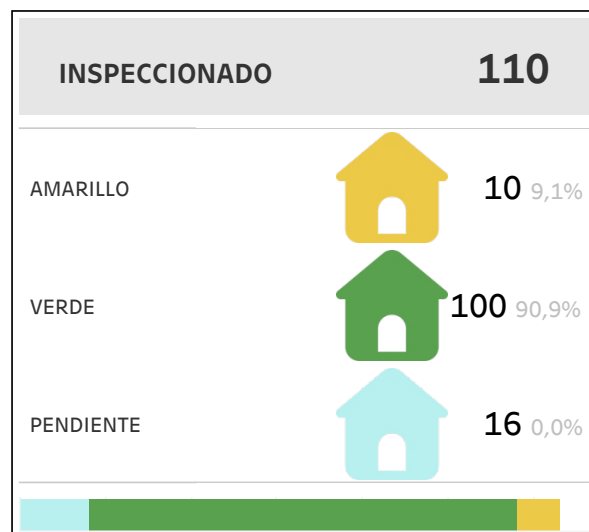 INSPECCIONADO 110
AMARILLO 10 9,1%
VERDE 100 90,9%
PENDIENTE 16 0,0%